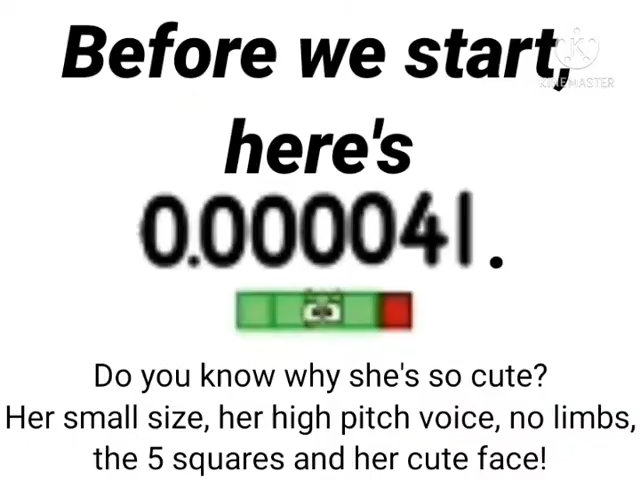 Before we start,
KINEMASTER
here's
0.000041.
Do you know why she's so cute?
Her small size, her high pitch voice, no limbs,
the 5 squares and her cute face!